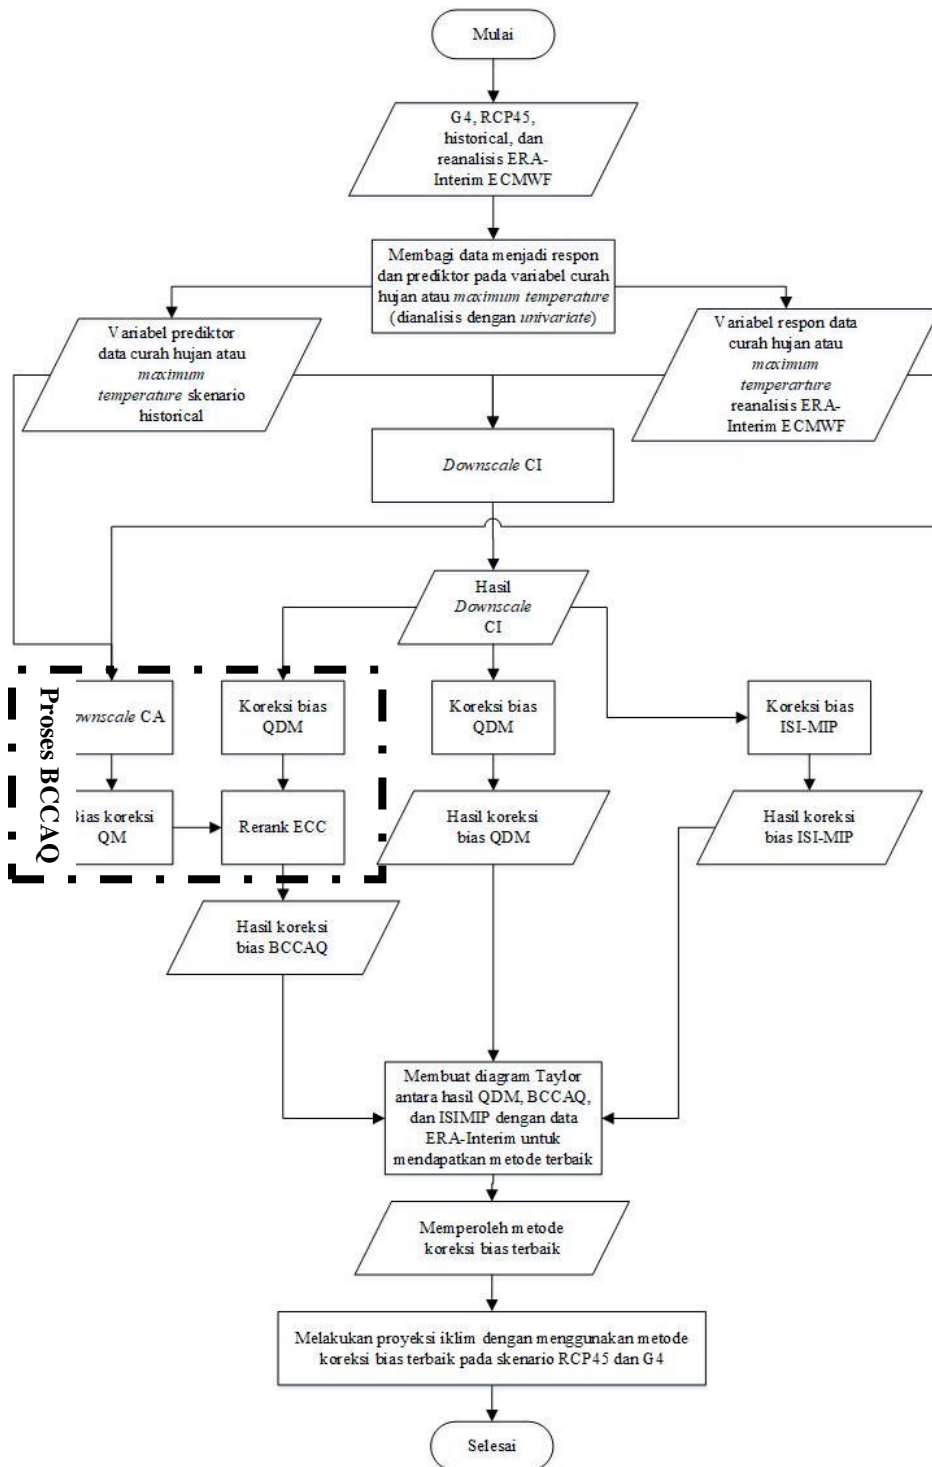 Mulai
G4, RCP45,
historical, dan
reanalisis ERA-
Interim ECMWF
Membagi data menjadi respon
dan prediktor pada variabel curah
hujan atau maximum temperature
(dianalisis dengan univariate)
Variabel prediktor
data curah hujan atau
maximum
temperature skenario
historical
Variabel respon data
curah hujan atau
maximum
temperarture
reanalisis ERA-
Interim ECMWF
Downscale CI
Hasil
Downscale
CI
Proses BCCAQ
ownscale CA
Koreksi bias
QDM
Koreksi bias
QDM
Koreksi bias
ISI-MIP
Bias koreksi
QM
Rerank ECC
Hasil koreksi
bias QDM
Hasil koreksi
bias ISI-MIP
Hasil koreksi
bias BCCAQ
Membuat diagram Taylor
antara hasil QDM, BCCAQ,
dan ISIMIP dengan data
ERA-Interim untuk
mendapatkan metode terbaik
Memperoleh metode
koreksi bias terbaik
Melakukan proyeksi iklim dengan menggunakan metode
koreksi bias terbaik pada skenario RCP45 dan G4
Selesai